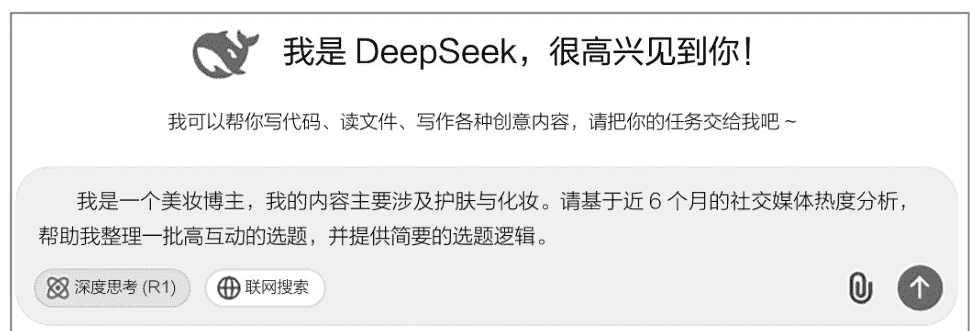 我是 DeepSeek，很高兴见到你！
我可以帮你写代码、读文件、写作各种创意内容，请把你的任务交给我吧 ~
我是一个美妆博主，我的内容主要涉及护肤与化妆。请基于近 6 个月的社交媒体热度分析，
帮助我整理一批高互动的选题，并提供简要的选题逻辑。
深度思考 (R1) 联网搜索